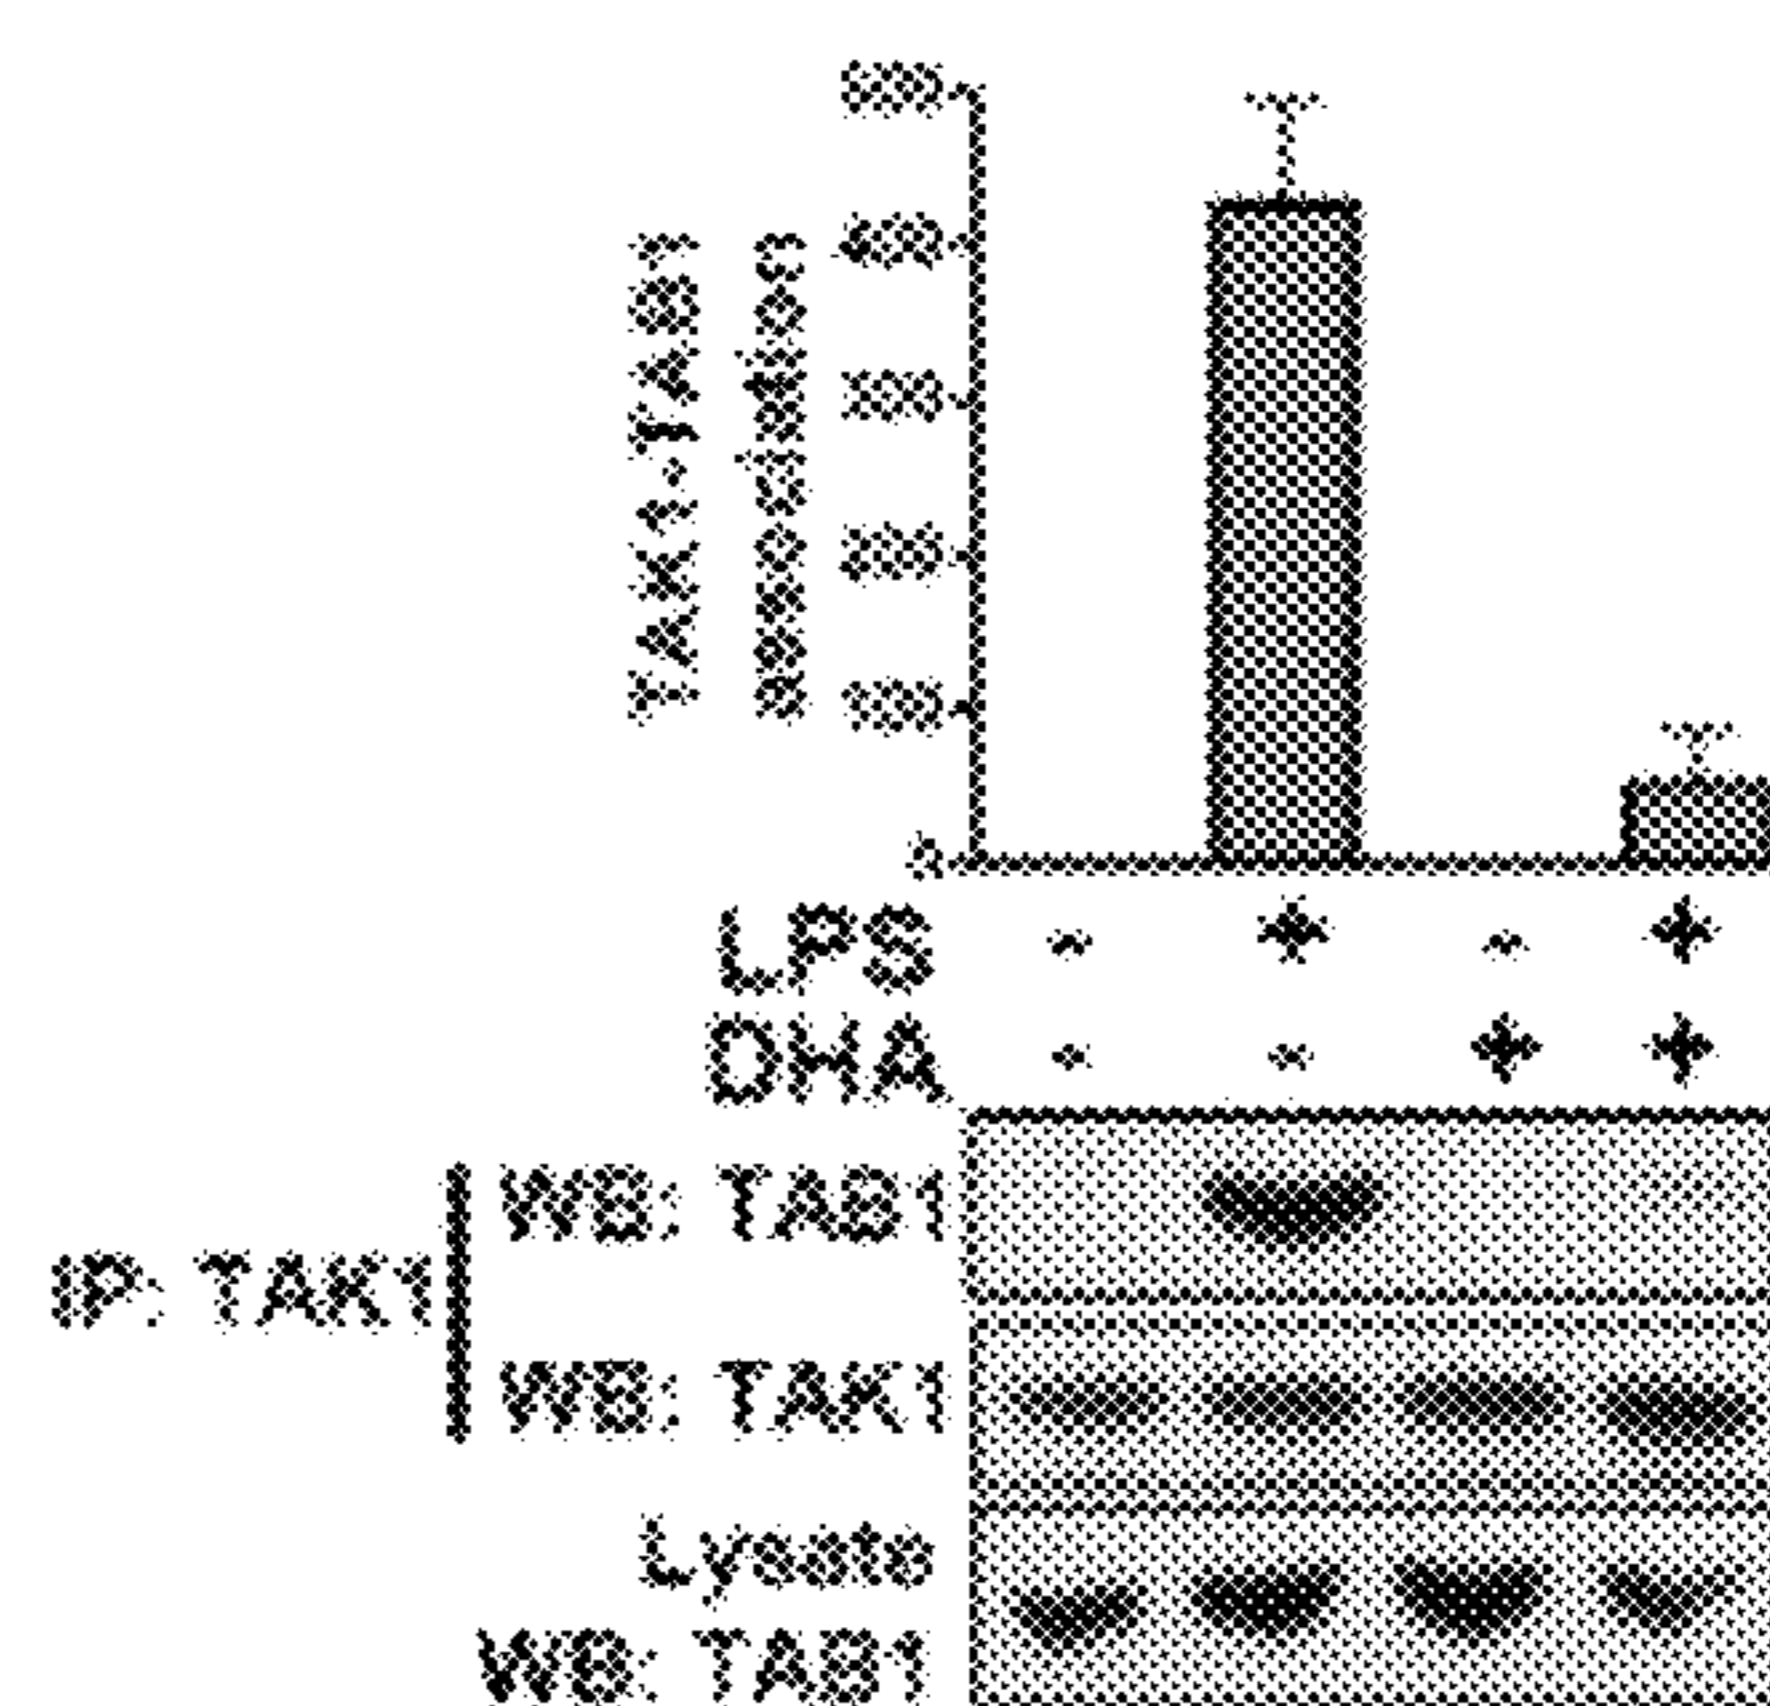 TAK1-TAB1
association
500
400
300
200
100
0
LPS - + - +
DHA - - + +
IP: TAK1
WB: TAB1
WB: TAK1
Lysate
WB: TAB1